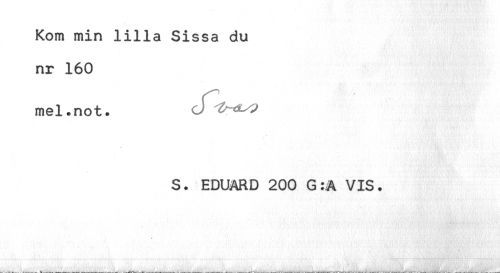 Kom min lilla Sissa du
nr 160
mel.not. Svas
S. EDUARD 200 G:A VIS.